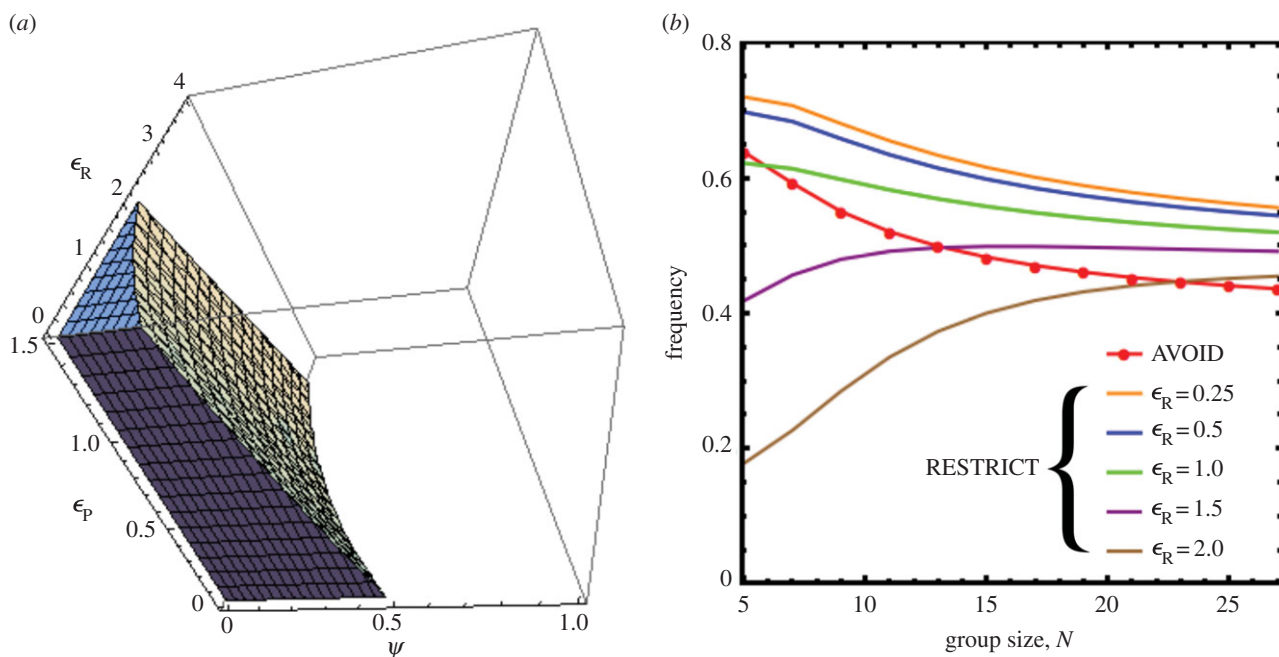 (a)
4
3
ϵR
2
1
0
1.5
1.0
ϵP
0.5
0
0
0.5
1.0
ψ
(b)
0.8
0.6
frequency
0.4
0.2
0
5
10
15
20
25
group size, N
AVOID
RESTRICT
ϵR = 0.25
ϵR = 0.5
ϵR = 1.0
ϵR = 1.5
ϵR = 2.0